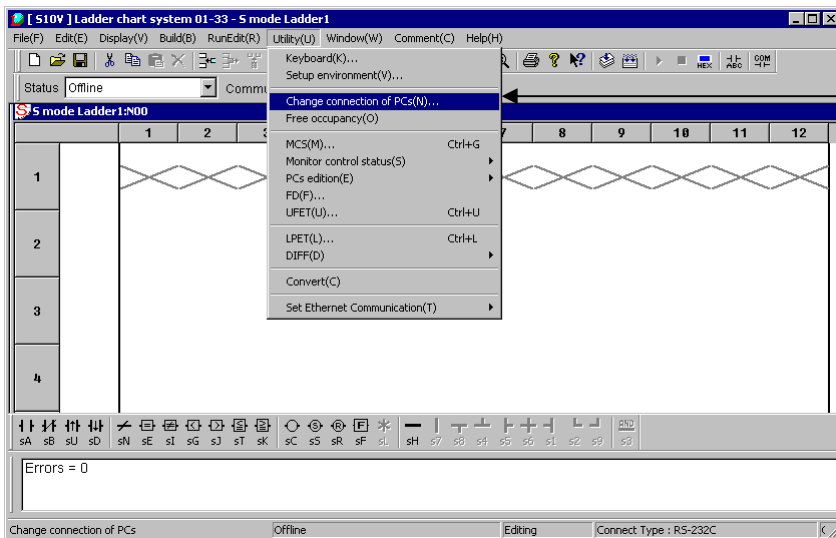 [ S10V ] Ladder chart system 01-33 - S mode Ladder1
File(F) Edit(E) Display(V) Build(B) RunEdit(R) Utility(U) Window(W) Comment(C) Help(H)
HEX ABC COM
Status Offline Commu
Keyboard(K)...
Setup environment(V)...
Change connection of PCs(N)...
Free occupancy(O)
MCS(M)... Ctrl+G
Monitor control status(S)
PCs edition(E)
FD(F)...
UFET(U)... Ctrl+U
LPET(L)... Ctrl+L
DIFF(D)
Convert(C)
Set Ethernet Communication(T)
S mode Ladder1:N00
1 2 7 8 9 10 11 12
1
2
3
4
sA sB sU sD sN sE sI sG sJ sT sK sC sS sR sF sL sH s7 s8 s4 s5 s6 s1 s2 s9 s3
Errors = 0
Change connection of PCs Offline Editing Connect Type : RS-232C